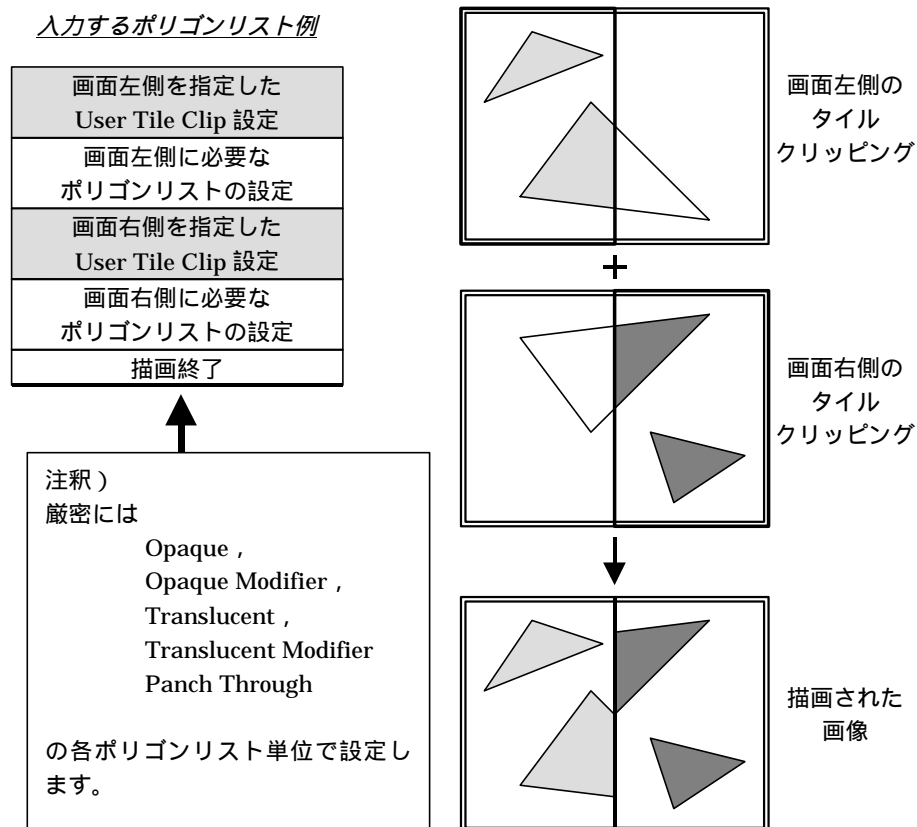 入力するポリゴンリスト例
画面左側を指定した
User Tile Clip 設定
画面左側に必要な
ポリゴンリストの設定
画面右側を指定した
User Tile Clip 設定
画面右側に必要な
ポリゴンリストの設定
描画終了
注釈）
厳密には
Opaque，
Opaque Modifier，
Translucent，
Translucent Modifier
Panch Through
の各ポリゴンリスト単位で設定し
ます。
画面左側の
タイル
クリッピング
+
画面右側の
タイル
クリッピング
描画された
画像